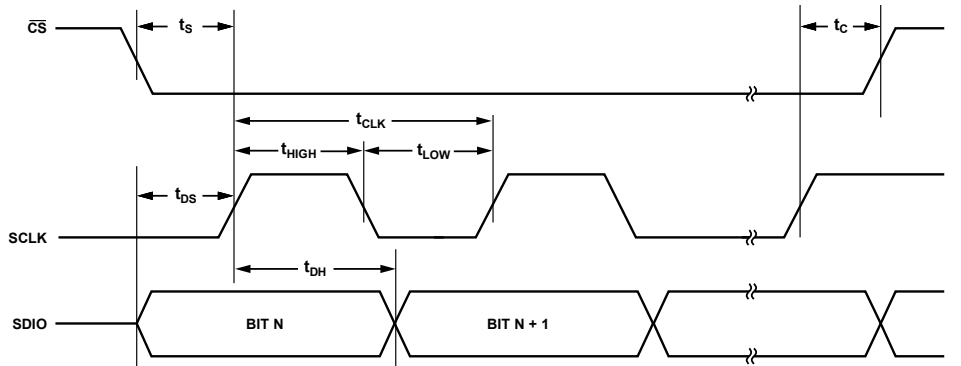 CS tS tC
tCLK
tHIGH tLOW
tDS
SCLK
tDH
SDIO BIT N BIT N + 1